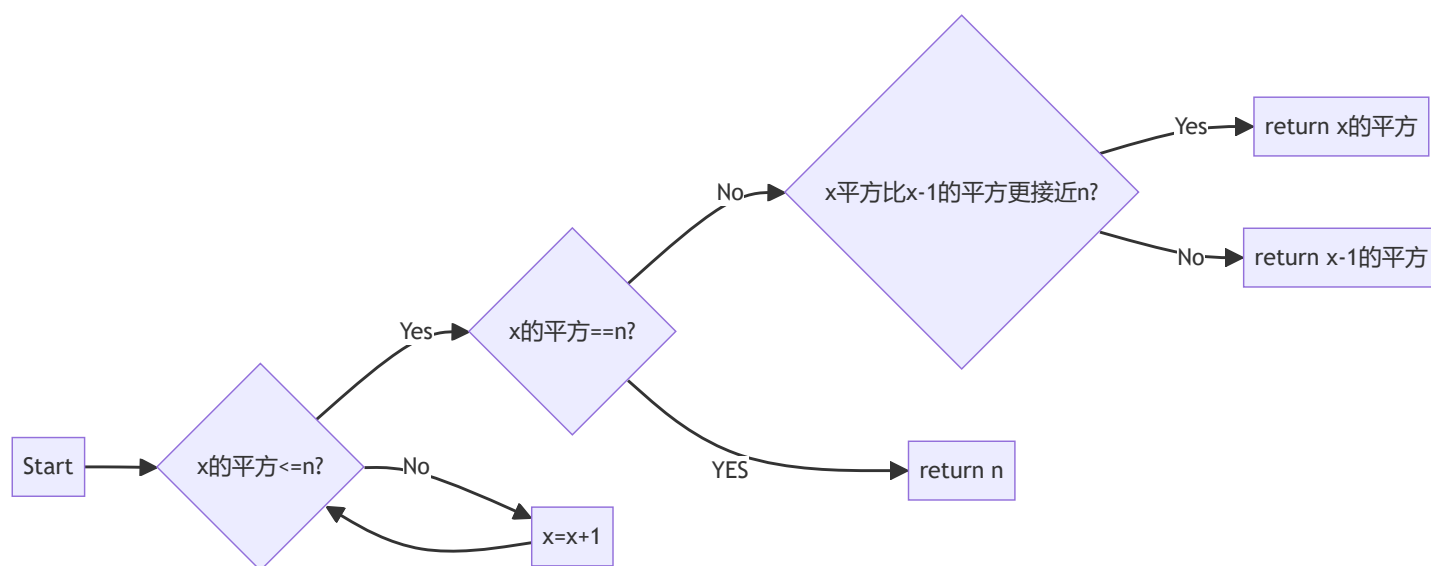 Start
x的平方<=n?
Yes
No
x=x+1
x的平方==n?
No
YES
return n
x平方比x-1的平方更接近n?
Yes
return x的平方
No
return x-1的平方